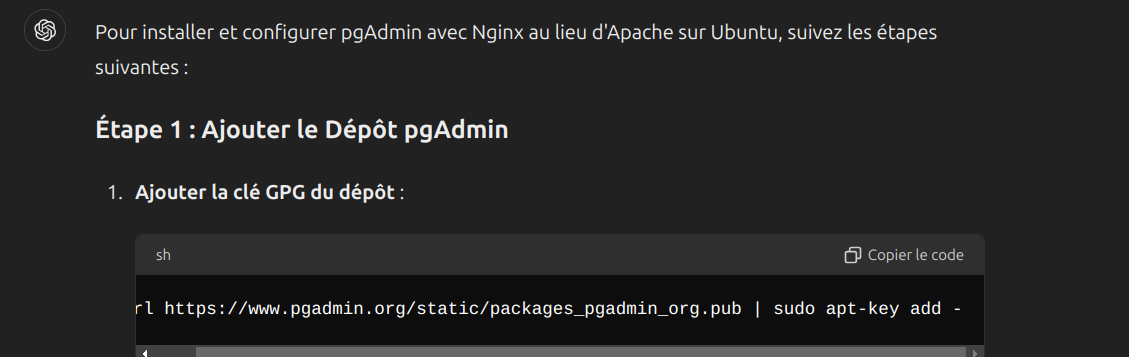 Pour installer et configurer pgAdmin avec Nginx au lieu d'Apache sur Ubuntu, suivez les étapes
suivantes :
Étape 1 : Ajouter le Dépôt pgAdmin
1. Ajouter la clé GPG du dépôt :
sh
Copier le code
rl https://www.pgadmin.org/static/packages_pgadmin_org.pub | sudo apt-key add -